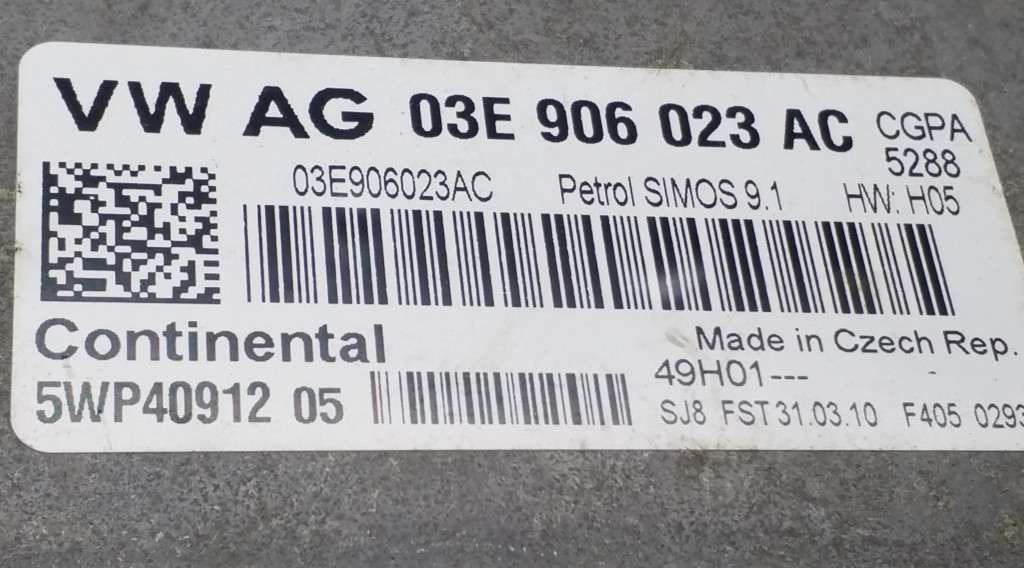 VW AG 03E 906 023 AC CGPA
5288
03E906023AC Petrol SIMOS 9.1 HW: H05
Continental Made in Czech Rep.
49H01---
5WP40912 05 SJ8 FST 31.03.10 F405 0293